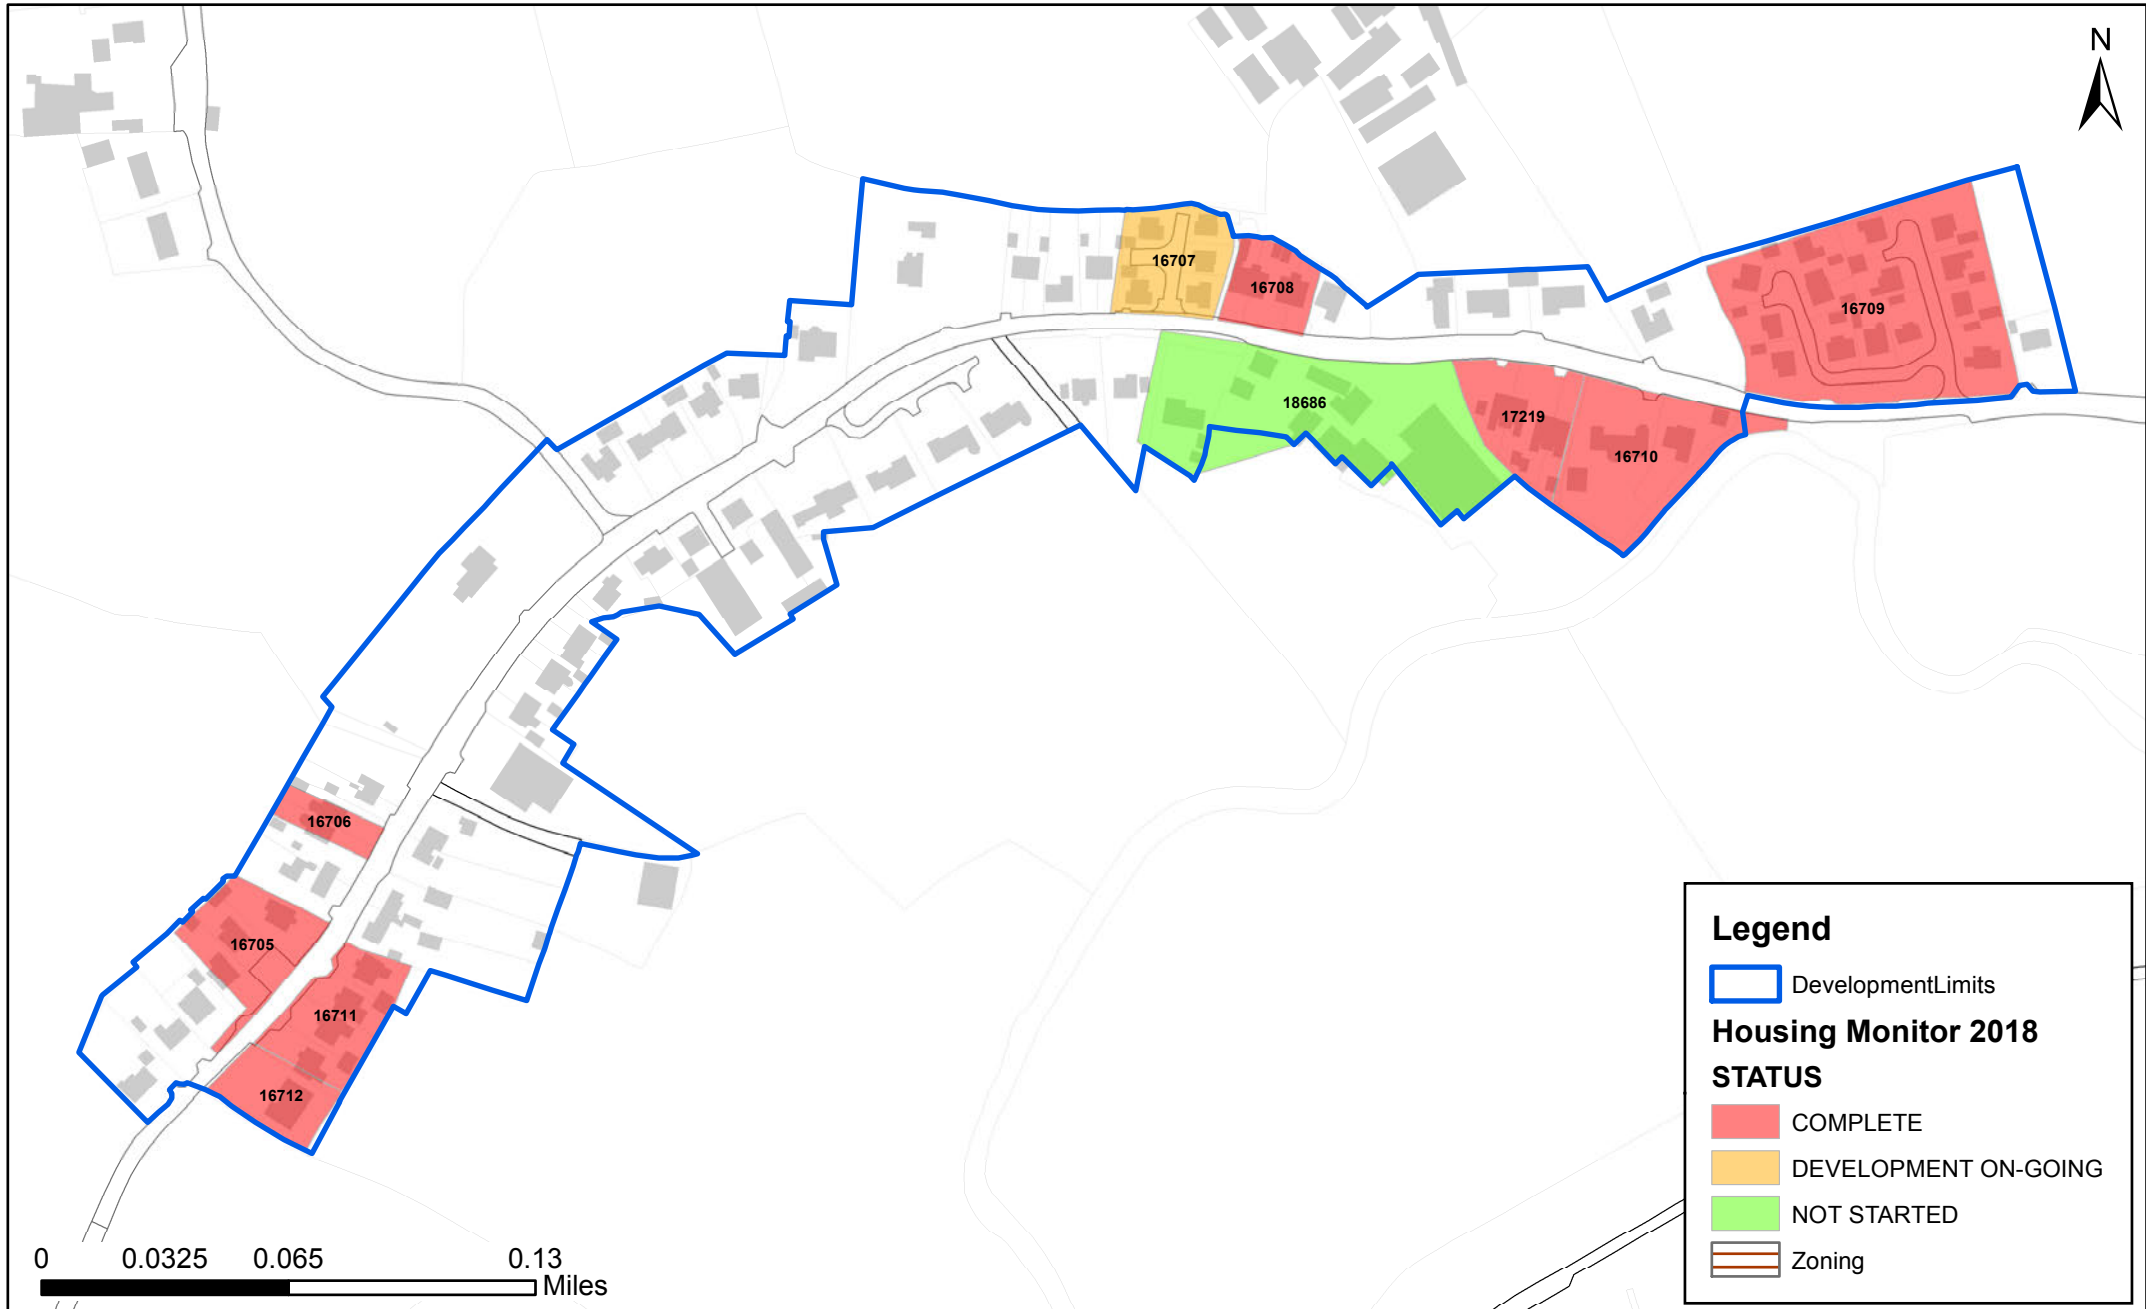 N
16707
16708
16709
18686
17219
16710
16706
16705
16711
16712
Legend
DevelopmentLimits
Housing Monitor 2018
STATUS
COMPLETE
DEVELOPMENT ON-GOING
NOT STARTED
Zoning
0 0.0325 0.065 0.13
Miles